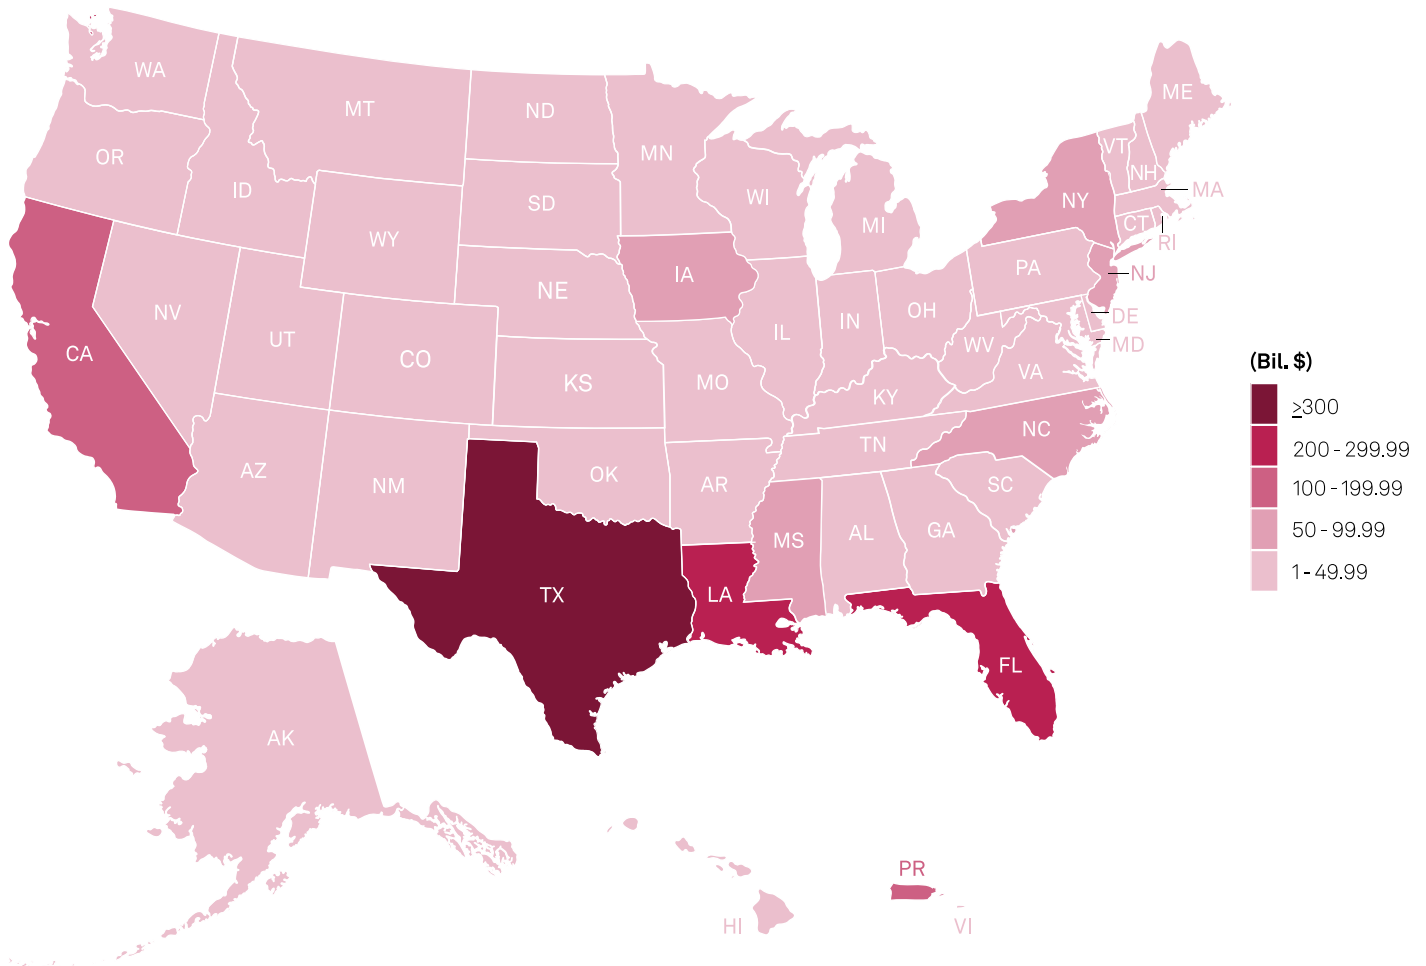 WA
MT
ND
MN
ME
OR
ID
SD
WI
MI
VT
NH
NY
MA
CT
RI
WY
IA
PA
NJ
NE
NV
UT
CO
IL
IN
OH
DE
MD
WV
VA
CA
KS
MO
KY
(Bil. $)
≥300
200 - 299.99
100 - 199.99
50 - 99.99
1 - 49.99
AZ
NM
OK
AR
TN
NC
SC
MS
AL
GA
TX
LA
FL
AK
HI
PR
VI